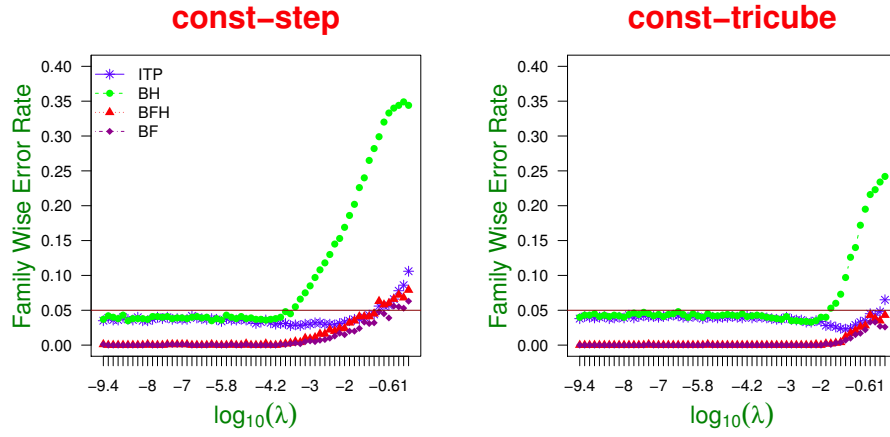 const−step
Family Wise Error Rate
0.40
0.35
0.30
0.25
0.20
0.15
0.10
0.05
0.00
ITP
BH
BFH
BF
−9.4 −7.6 −5.8 −4.2 −3 −2 −0.61
log10(λ)
const−tricube
Family Wise Error Rate
0.40
0.35
0.30
0.25
0.20
0.15
0.10
0.05
0.00
−9.4 −7.6 −5.8 −4.2 −3 −2 −0.61
log10(λ)